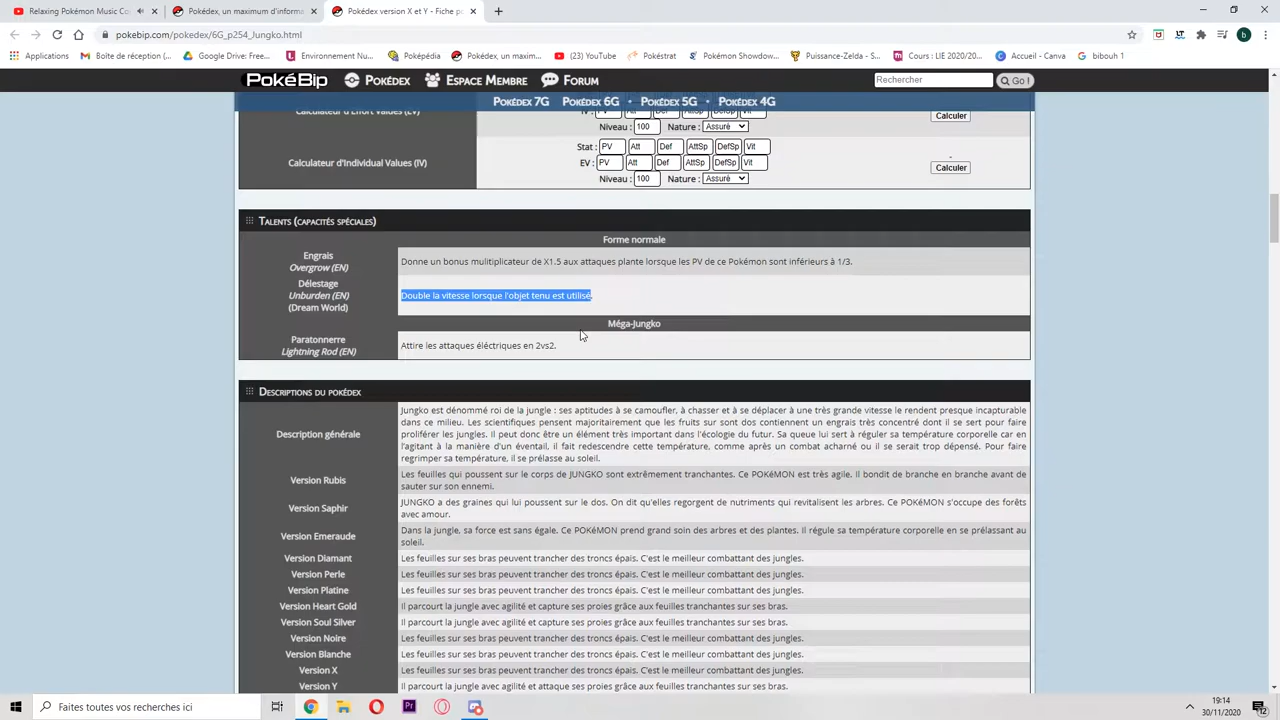 Relaxing Pokémon Music Co
Pokédex, un maximum d'informa
Pokédex version X et Y - Fiche p
pokebip.com/pokedex/6G_p254_Jungko.html
Applications
Boîte de réception (...
Google Drive: Free...
Environnement Nu...
Poképédia
Pokédex, un maxim...
(23) YouTube
Pokéstrat
Pokémon Showdow...
Puissance-Zelda - (...
Cours : LIE 2020/20...
Accueil - Canva
bibouh 1
PokéBip
Pokédex
Espace Membre
Forum
Rechercher
Go !
Pokédex 7G
Pokédex 6G
Pokédex 5G
Pokédex 4G
Calculateur d'Effort Values (EV)
IV : PV Att Def AttSp DefSp Vit
Niveau : 100 Nature : Assuré
Calculer
Calculateur d'Individual Values (IV)
Stat : PV Att Def AttSp DefSp Vit
EV : PV Att Def AttSp DefSp Vit
Niveau : 100 Nature : Assuré
-
Calculer
Talents (capacités spéciales)
Forme normale
Engrais
Overgrow (EN)
Donne un bonus mulitiplicateur de X1.5 aux attaques plante lorsque les PV de ce Pokémon sont inférieurs à 1/3.
Délestage
Unburden (EN)
(Dream World)
Double la vitesse lorsque l'objet tenu est utilisé.
Méga-Jungko
Paratonnerre
Lightning Rod (EN)
Attire les attaques éléctriques en 2vs2.
Descriptions du pokédex
Description générale
Jungko est dénommé roi de la jungle : ses aptitudes à se camoufler, à chasser et à se déplacer à une très grande vitesse le rendent presque incapturable
dans ce milieu. Les scientifiques pensent majoritairement que les fruits sur son dos contiennent un engrais très concentré dont il se sert pour faire
proliférer les jungles. Il peut donc être un élément très important dans l'écologie du futur. Sa queue lui sert à réguler sa température corporelle car en
l'agitant à la manière d'un éventail, il fait redescendre cette température, comme après un combat acharné ou il se serait trop dépensé. Pour faire
regrimper sa température, il se prélasse au soleil.
Version Rubis
Les feuilles qui poussent sur le corps de JUNGKO sont extrêmement tranchantes. Ce POKéMON est très agile. Il bondit de branche en branche avant de
sauter sur son ennemi.
Version Saphir
JUNGKO a des graines qui lui poussent sur le dos. On dit qu'elles regorgent de nutriments qui revitalisent les arbres. Ce POKéMON s'occupe des forêts
avec amour.
Version Emeraude
Dans la jungle, sa force est sans égale. Ce POKéMON prend grand soin des arbres et des plantes. Il régule sa température corporelle en se prélassant au
soleil.
Version Diamant
Les feuilles sur ses bras peuvent trancher des troncs épais. C'est le meilleur combattant des jungles.
Version Perle
Les feuilles sur ses bras peuvent trancher des troncs épais. C'est le meilleur combattant des jungles.
Version Platine
Les feuilles sur ses bras peuvent trancher des troncs épais. C'est le meilleur combattant des jungles.
Version Heart Gold
Il parcourt la jungle avec agilité et capture ses proies grâce aux feuilles tranchantes sur ses bras.
Version Soul Silver
Il parcourt la jungle avec agilité et capture ses proies grâce aux feuilles tranchantes sur ses bras.
Version Noire
Les feuilles sur ses bras peuvent trancher des troncs épais. C'est le meilleur combattant des jungles.
Version Blanche
Les feuilles sur ses bras peuvent trancher des troncs épais. C'est le meilleur combattant des jungles.
Version X
Les feuilles sur ses bras peuvent trancher des troncs épais. C'est le meilleur combattant des jungles.
Version Y
Il parcourt la jungle avec agilité et attaque ses proies grâce aux feuilles tranchantes sur ses bras.
Faites toutes vos recherches ici
19:14
30/11/2020
12